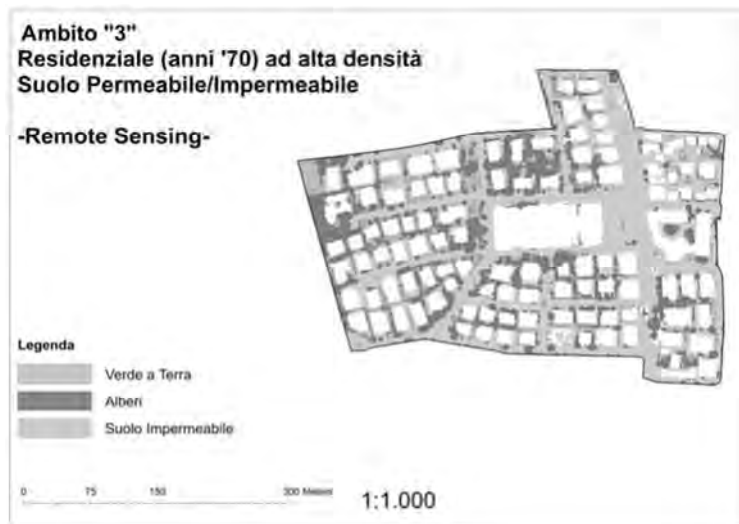 Ambito "3"
Residenziale (anni '70) ad alta densità
Suolo Permeabile/Impermeabile
-Remote Sensing-
Legenda
Verde a Terra
Alberi
Suolo Impermeabile
0 75 150 300 Meters
1:1.000